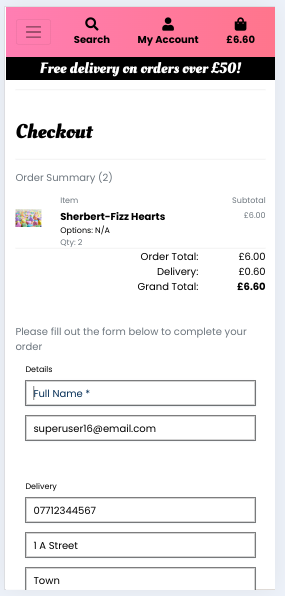 Search My Account £6.60
Free delivery on orders over £50!
Checkout
Order Summary (2)
Item Subtotal
Sherbert-Fizz Hearts £6.00
Options: N/A
Qty: 2
Order Total: £6.00
Delivery: £0.60
Grand Total: £6.60
Please fill out the form below to complete your
order
Details
Full Name *
superuser16@email.com
Delivery
07712344567
1 A Street
Town